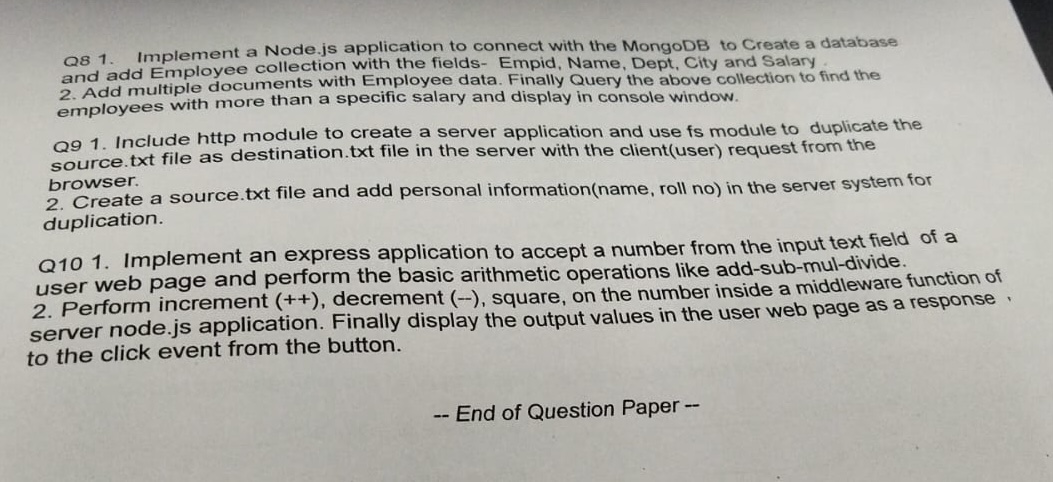 Q8 1. Implement a Node.js application to connect with the MongoDB to Create a database
and add Employee collection with the fields- Empid, Name, Dept, City and Salary.
2. Add multiple documents with Employee data. Finally Query the above collection to find the
employees with more than a specific salary and display in console window.
Q9 1. Include http module to create a server application and use fs module to duplicate the
source.txt file as destination.txt file in the server with the client(user) request from the
browser.
2. Create a source.txt file and add personal information(name, roll no) in the server system for
duplication.
Q10 1. Implement an express application to accept a number from the input text field of a
user web page and perform the basic arithmetic operations like add-sub-mul-divide.
2. Perform increment (++), decrement (--), square, on the number inside a middleware function of
server node.js application. Finally display the output values in the user web page as a response
to the click event from the button.
-- End of Question Paper --